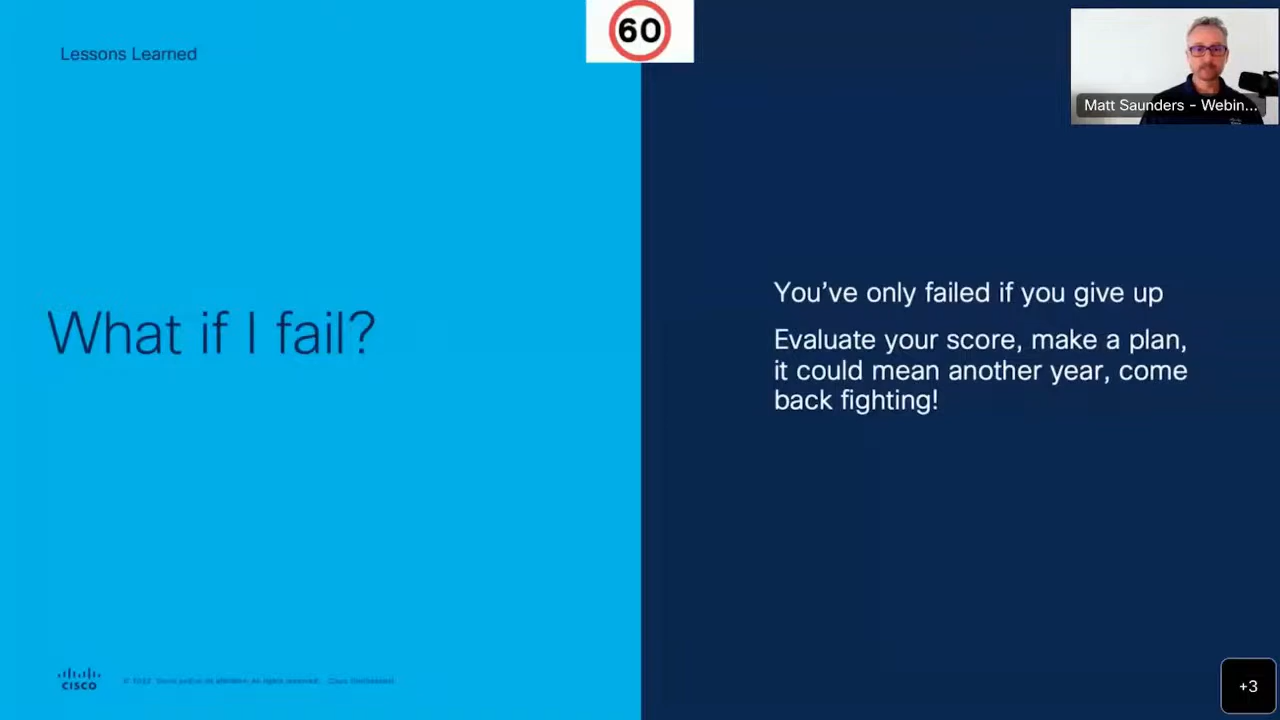 Lessons Learned
60
Matt Saunders - Webin...
What if I fail?
You've only failed if you give up
Evaluate your score, make a plan,
it could mean another year, come
back fighting!
CISCO
+3